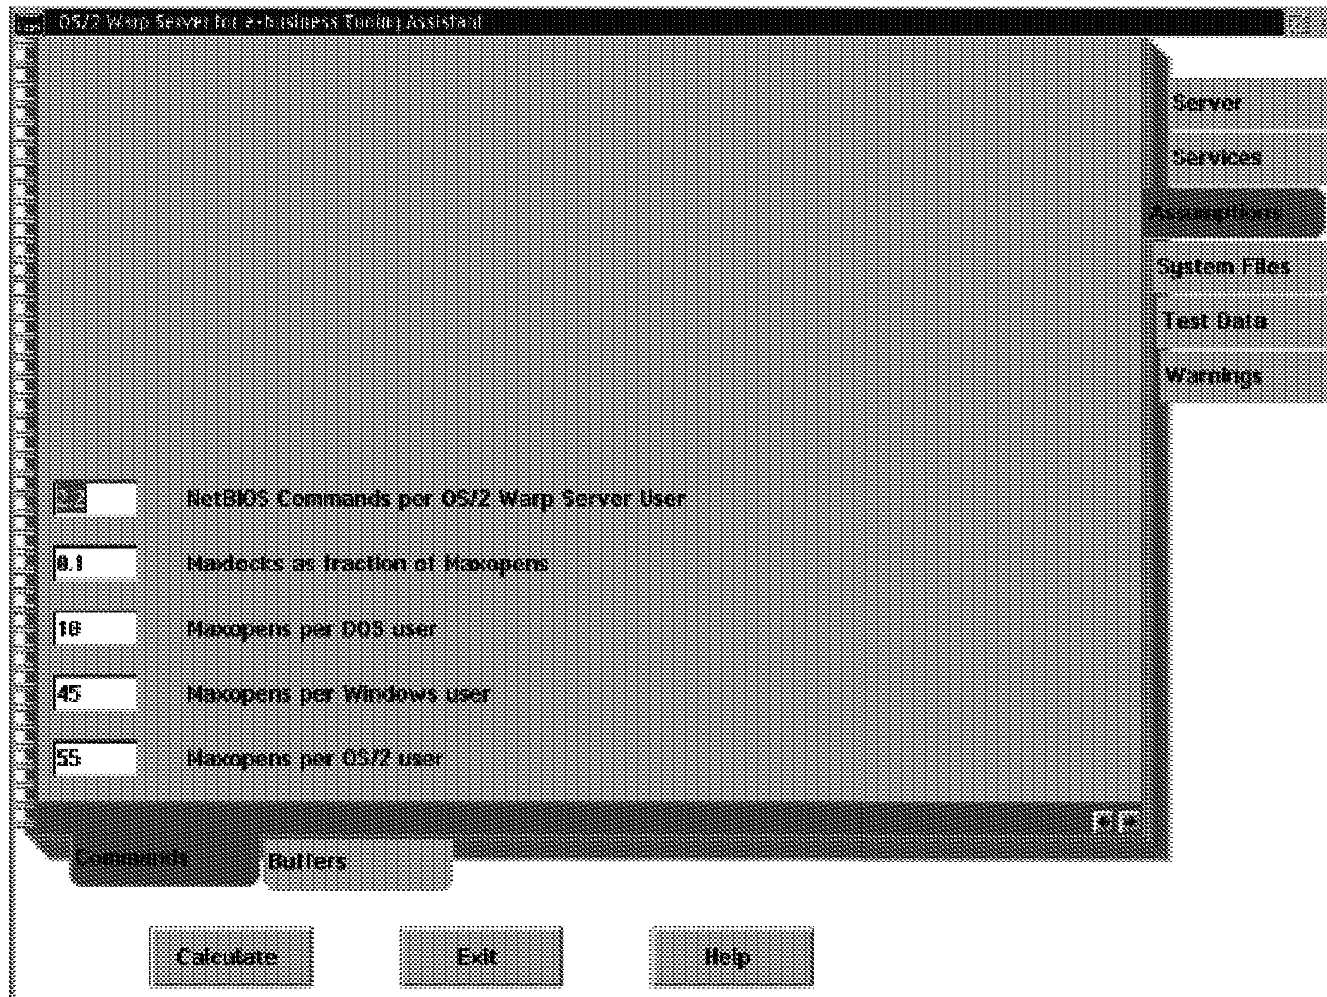 OS/2 Warp Server for e-business Tuning Assistant
Server
Services
Assumptions
System Files
Test Data
Warnings
NetBIOS Commands per OS/2 Warp Server User
0.1 Maxlocks as fraction of Maxopens
10 Maxopens per DOS user
45 Maxopens per Windows user
55 Maxopens per OS/2 user
Commands Buffers
Calculate Exit Help